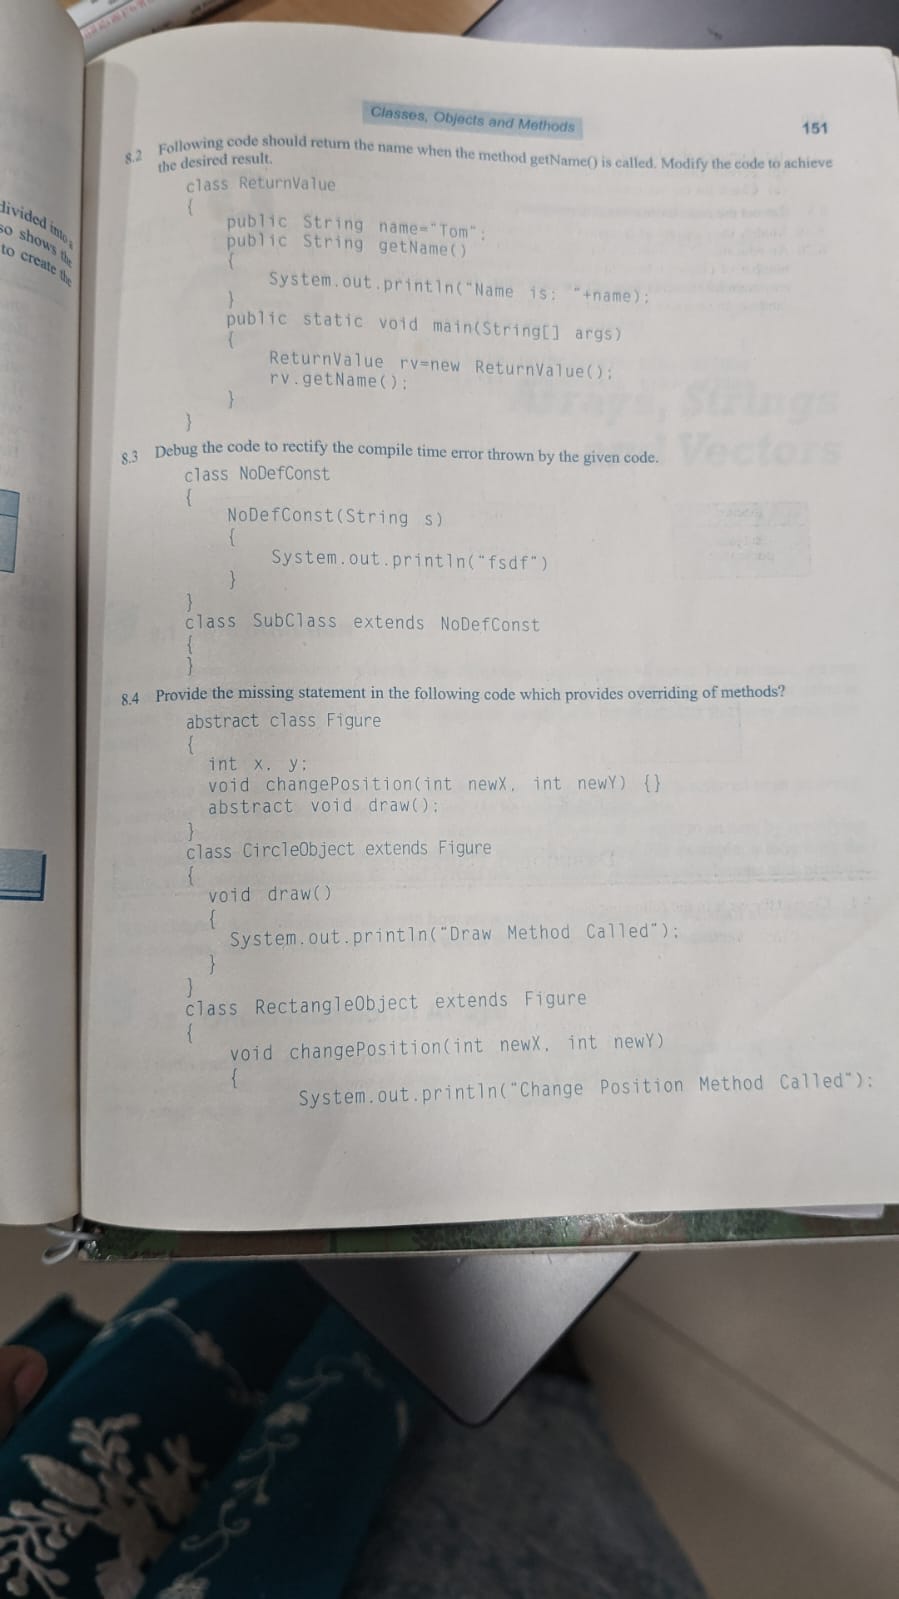 Classes, Objects and Methods
151
8.2 Following code should return the name when the method getName() is called. Modify the code to achieve
the desired result.
class ReturnValue
{
public String name="Tom";
public String getName()
{
System.out.println("Name is: "+name);
}
public static void main(String[] args)
{
ReturnValue rv=new ReturnValue();
rv.getName();
}
}
8.3 Debug the code to rectify the compile time error thrown by the given code.
class NoDefConst
{
NoDefConst(String s)
{
System.out.println("fsdf")
}
}
class SubClass extends NoDefConst
{
}
8.4 Provide the missing statement in the following code which provides overriding of methods?
abstract class Figure
{
int x, y;
void changePosition(int newX, int newY) {}
abstract void draw();
}
class CircleObject extends Figure
{
void draw()
{
System.out.println("Draw Method Called");
}
}
class RectangleObject extends Figure
{
void changePosition(int newX, int newY)
{
System.out.println("Change Position Method Called");
divided into a
so shows the
to create the
Arrays, Strings
Vectors